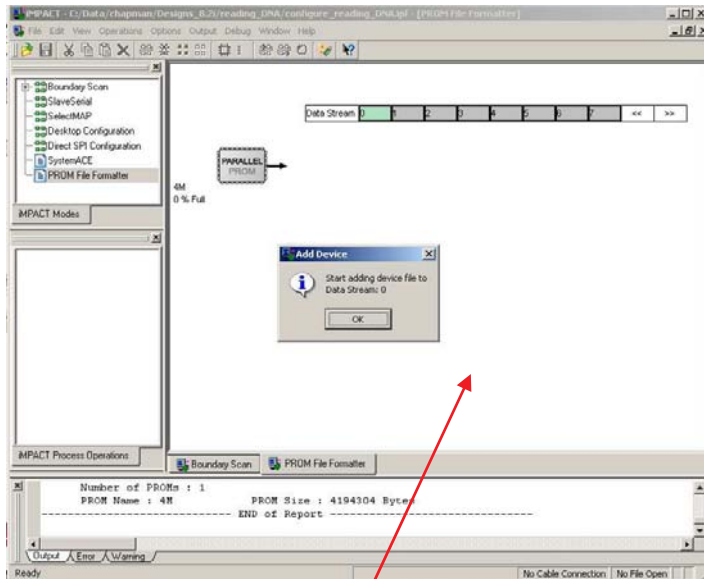 iMPACT - C:/Data/chapman/Designs_8.2i/reading_DNA/configure_reading_DNA.ipf - [PROM File Formatter]
File Edit View Operations Options Output Debug Window Help
Data Stream 0 1 2 3 4 5 6 7 << >>
Boundary Scan
SlaveSerial
SelectMAP
Desktop Configuration
Direct SPI Configuration
SystemACE
PROM File Formatter
iMPACT Modes
PARALLEL
PROM
4M
0 % Full
Add Device
Start adding device file to
Data Stream: 0
OK
iMPACT Process Operations
Boundary Scan PROM File Formatter
Number of PROMs : 1
PROM Name : 4M PROM Size : 4194304 Bytes
---------------------------- END of Report ------------------------------
Output Error Warning
Ready No Cable Connection No File Open